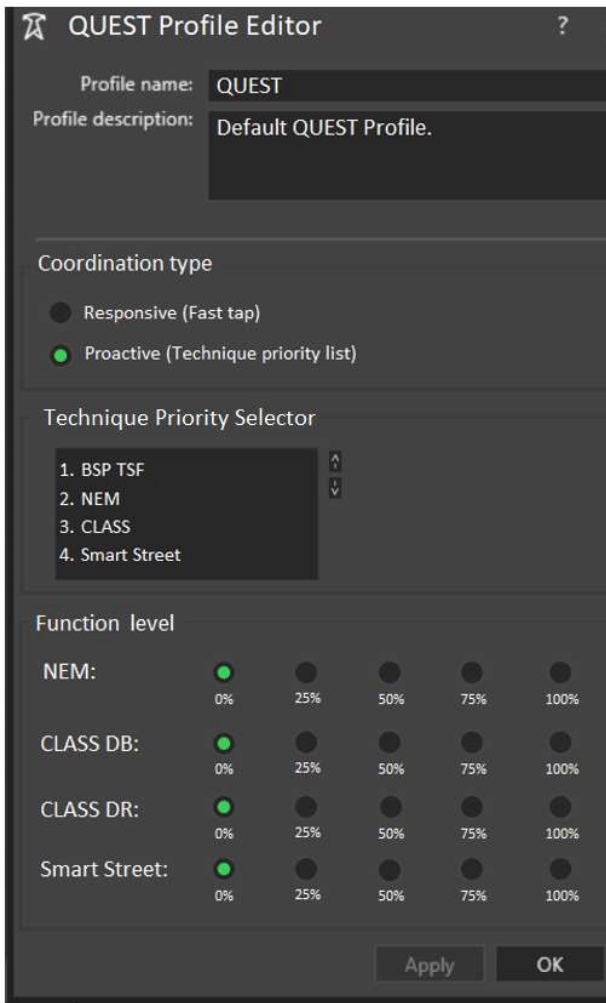 QUEST Profile Editor ?
Profile name: QUEST
Profile description: Default QUEST Profile.
Coordination type
Responsive (Fast tap)
Proactive (Technique priority list)
Technique Priority Selector
1. BSP TSF
2. NEM
3. CLASS
4. Smart Street
Function level
NEM:
0% 25% 50% 75% 100%
CLASS DB:
0% 25% 50% 75% 100%
CLASS DR:
0% 25% 50% 75% 100%
Smart Street:
0% 25% 50% 75% 100%
Apply OK